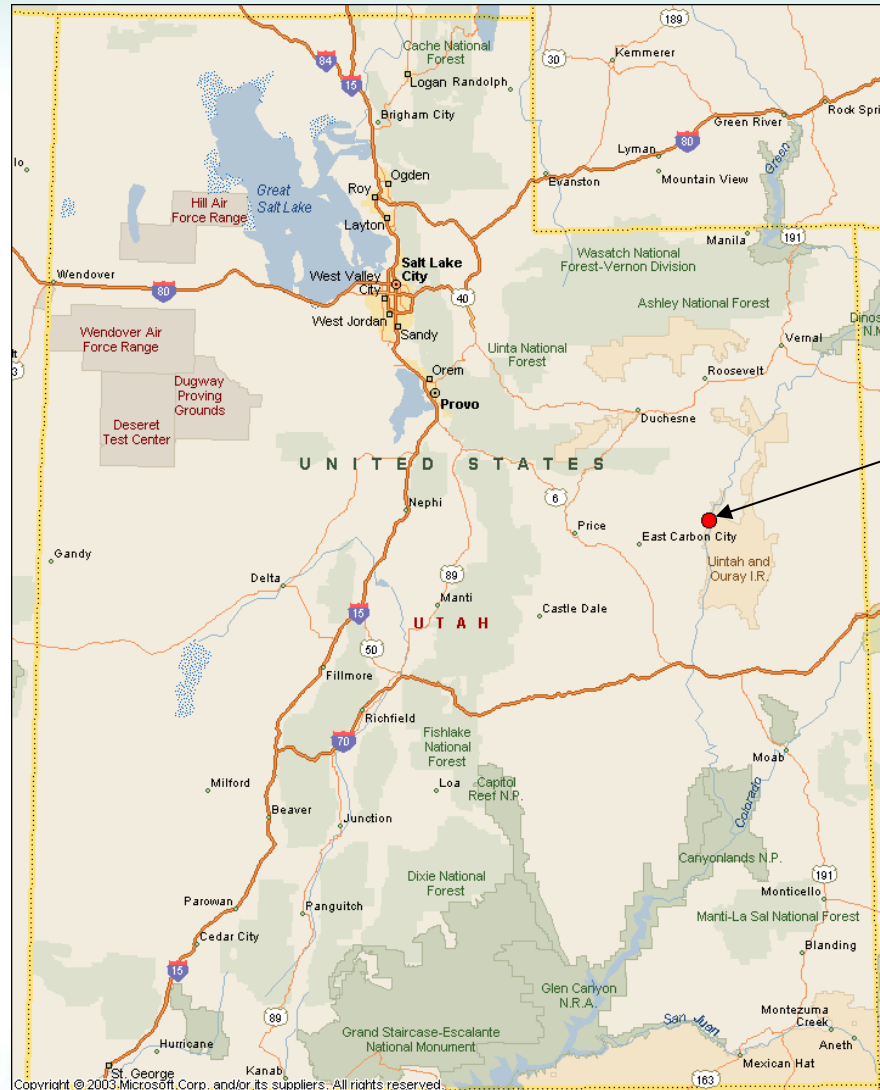 189
84
Cache National
Forest
30
Kemmerer
15
Logan
Randolph
Rock Spri
Brigham City
Green River
80
Lyman
lo
Green
Ogden
Evanston
Mountain View
Roy
Great
Salt Lake
Hill Air
Force Range
Layton
Manila
191
Wasatch National
Forest-Vernon Division
Salt Lake
City
Wendover
West Valley
City
80
40
Ashley National Forest
West Jordan
Dinos
N.M
Wendover Air
Force Range
Sandy
Vernal
Uinta National
Forest
3
Orem
Roosevelt
Dugway
Proving
Grounds
Provo
Duchesne
Deseret
Test Center
UNITED STATES
6
Nephi
Price
East Carbon City
Gandy
Uintah and
Ouray I.R.
Delta
89
Manti
15
Castle Dale
UTAH
50
Fillmore
Richfield
70
Fishlake
National
Forest
Moab
Milford
Loa
Capitol
Reef N.P.
Colorado
Beaver
Junction
Canyonlands N.P.
Dixie National
Forest
191
Monticello
Parowan
Panguitch
Manti-La Sal National Forest
Cedar City
Blanding
15
Glen Canyon
N.R.A.
89
San Juan
Montezuma
Creek
Grand Staircase-Escalante
National Monument
Aneth
Hurricane
Mexican Hat
St. George
Kanab
163
Copyright © 2003 Microsoft Corp. and/or its suppliers. All rights reserved.